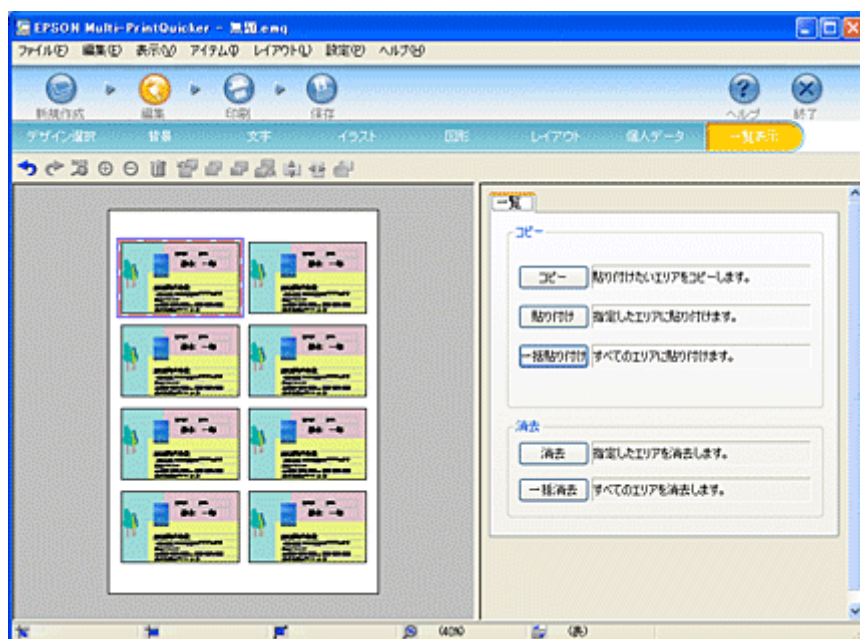 EPSON Multi-PrintQuicker - 無題.emq
ファイル(F) 編集(E) 表示(V) アイテム(I) レイアウト(L) 設定(P) ヘルプ(H)
新規作成 編集 印刷 保存 ヘルプ 終了
デザイン選択 背景 文字 イラスト 図形 レイアウト 個人データ 一覧表示
一覧
コピー
コピー 貼り付けたいエリアをコピーします。
貼り付け 指定したエリアに貼り付けます。
一括貼り付け すべてのエリアに貼り付けます。
消去
消去 指定したエリアを消去します。
一括消去 すべてのエリアを消去します。
(40%) (表)